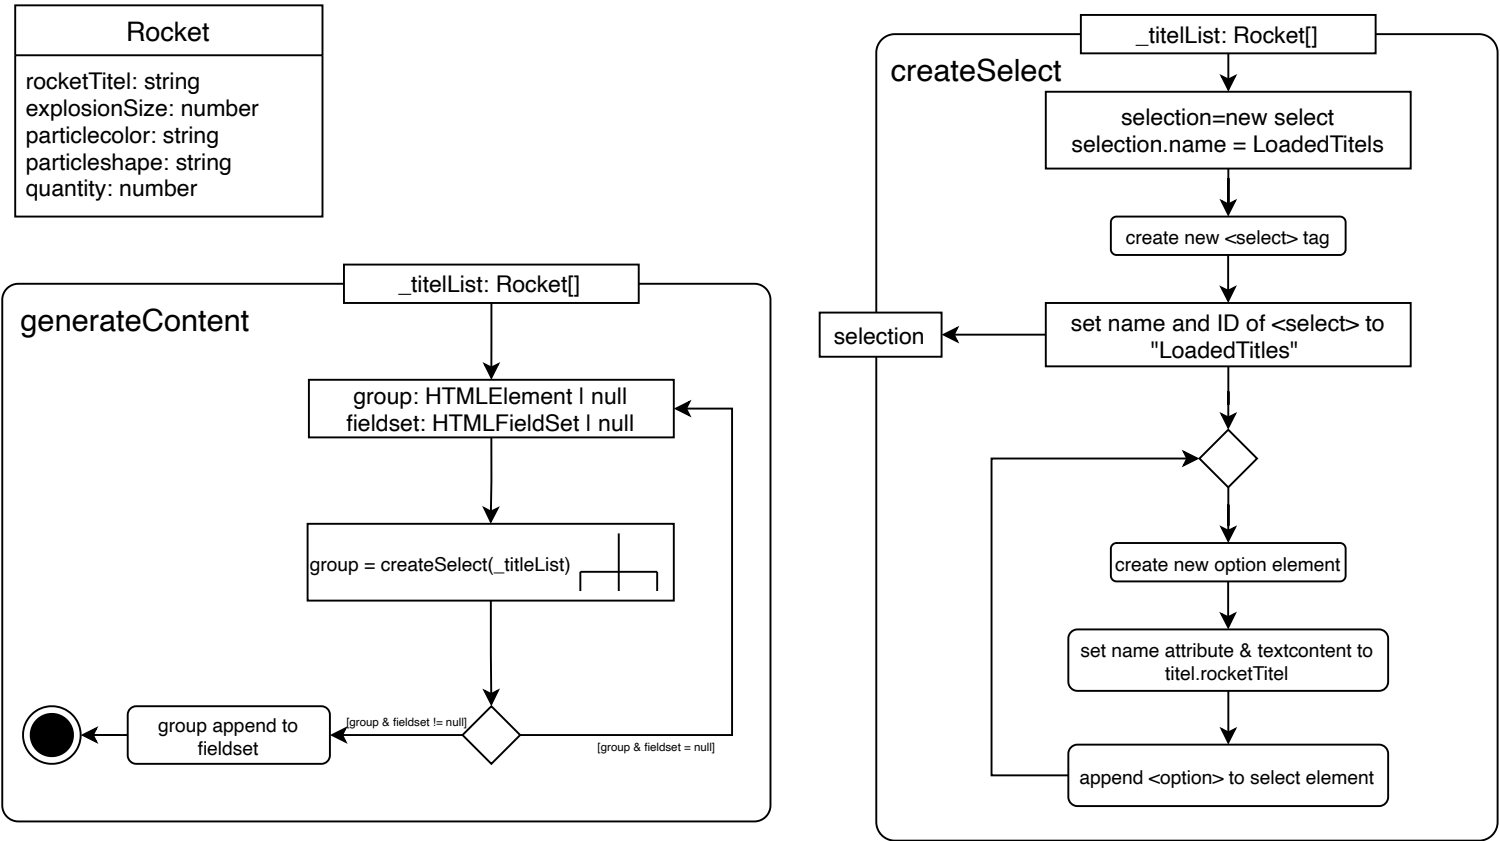 Rocket
rocketTitel: string
explosionSize: number
particlecolor: string
particleshape: string
quantity: number
_titelList: Rocket[]
generateContent
group: HTMLElement | null
fieldset: HTMLFieldSet | null
group = createSelect(_titleList)
[group & fieldset != null]
[group & fieldset = null]
group append to
fieldset
_titelList: Rocket[]
createSelect
selection=new select
selection.name = LoadedTitels
create new <select> tag
set name and ID of <select> to
"LoadedTitles"
selection
create new option element
set name attribute & textcontent to
titel.rocketTitel
append <option> to select element